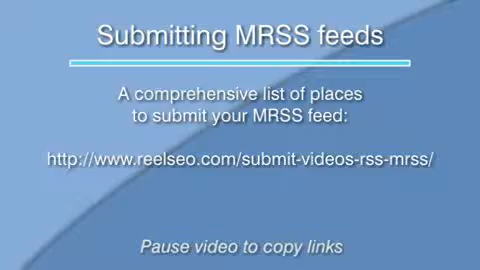 Submitting MRSS feeds
A comprehensive list of places
to submit your MRSS feed:
http://www.reelseo.com/submit-videos-rss-mrss/
Pause video to copy links